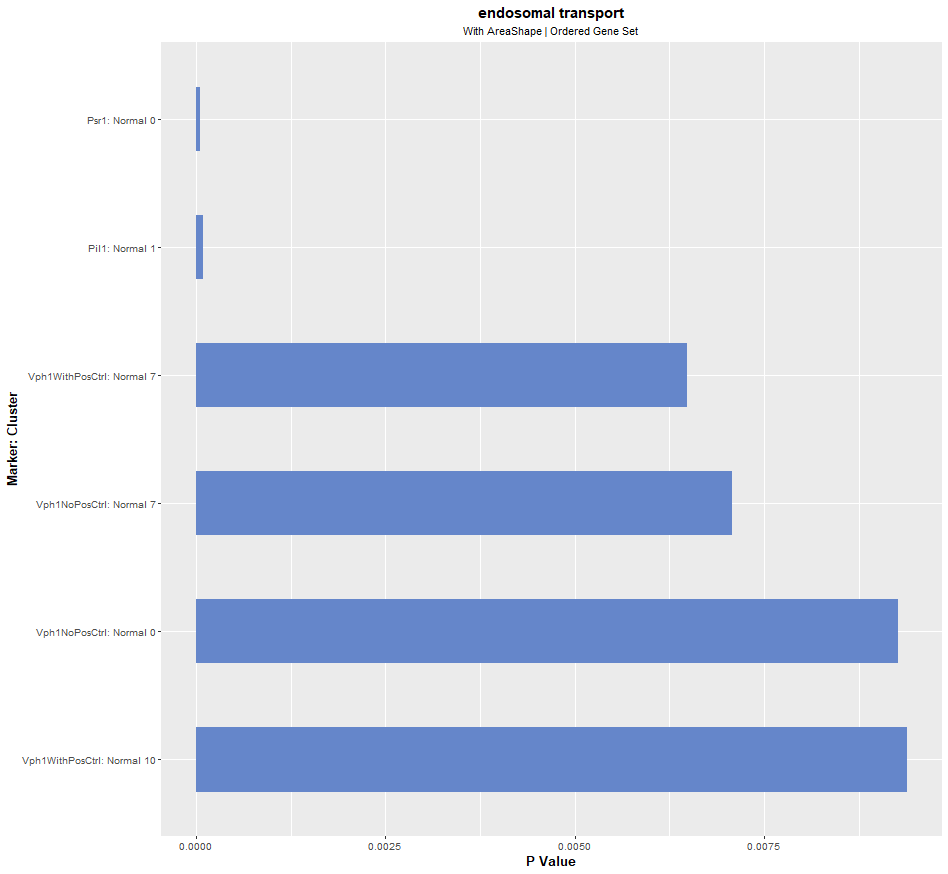 endosomal transport
With AreaShape | Ordered Gene Set
Marker: Cluster
Psr1: Normal 0
Pil1: Normal 1
Vph1WithPosCtrl: Normal 7
Vph1NoPosCtrl: Normal 7
Vph1NoPosCtrl: Normal 0
Vph1WithPosCtrl: Normal 10
0.0000 0.0025 0.0050 0.0075
P Value